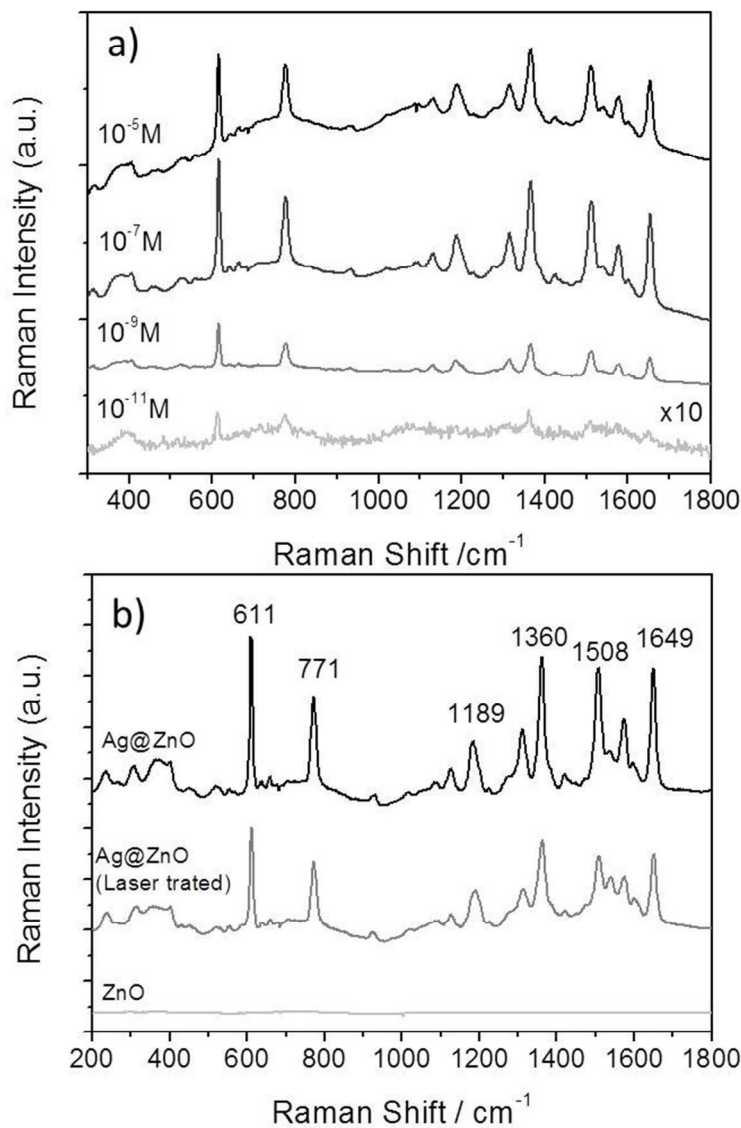 a)
10⁻⁵M
10⁻⁷M
10⁻⁹M
10⁻¹¹M
x10
Raman Intensity (a.u.)
400 600 800 1000 1200 1400 1600 1800
Raman Shift /cm⁻¹
b)
611
771
1189
1360
1508
1649
Ag@ZnO
Ag@ZnO
(Laser trated)
ZnO
Raman Intensity (a.u.)
200 400 600 800 1000 1200 1400 1600 1800
Raman Shift / cm⁻¹